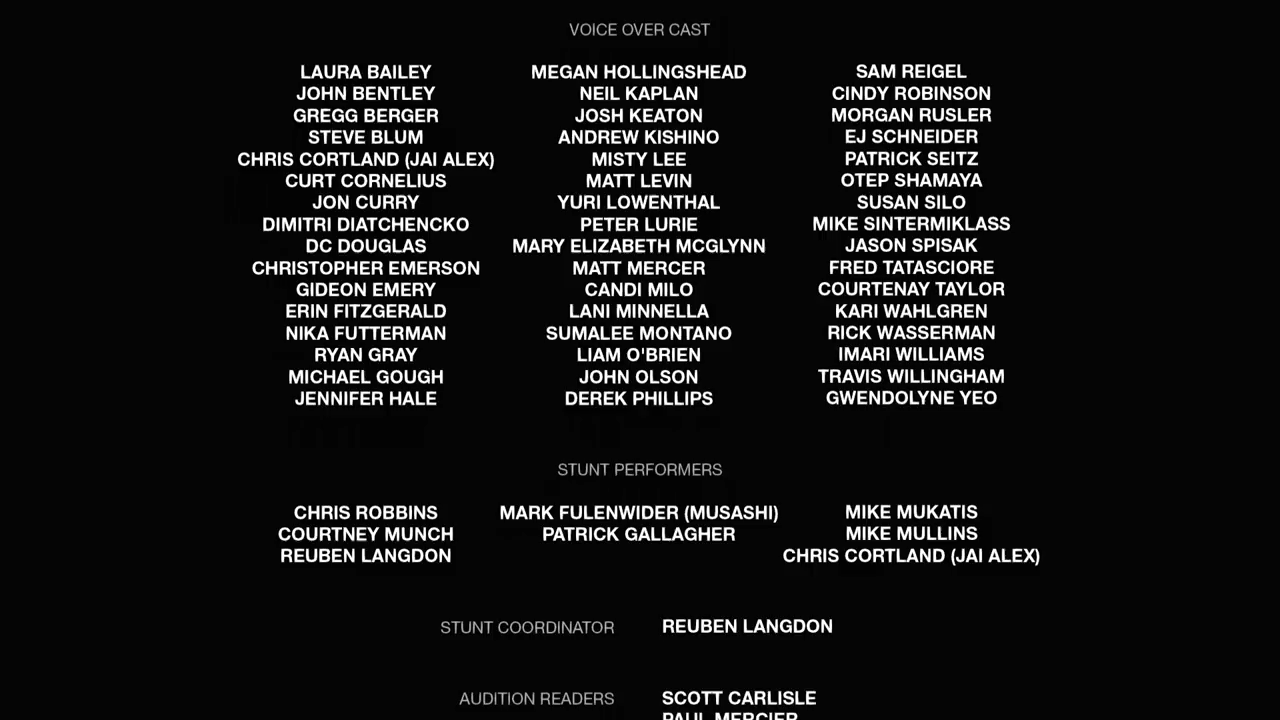 VOICE OVER CAST
LAURA BAILEY MEGAN HOLLINGSHEAD SAM REIGEL
JOHN BENTLEY NEIL KAPLAN CINDY ROBINSON
GREGG BERGER JOSH KEATON MORGAN RUSLER
STEVE BLUM ANDREW KISHINO EJ SCHNEIDER
CHRIS CORTLAND (JAI ALEX) MISTY LEE PATRICK SEITZ
CURT CORNELIUS MATT LEVIN OTEP SHAMAYA
JON CURRY YURI LOWENTHAL SUSAN SILO
DIMITRI DIATCHENCKO PETER LURIE MIKE SINTERMIKLASS
DC DOUGLAS MARY ELIZABETH MCGLYNN JASON SPISAK
CHRISTOPHER EMERSON MATT MERCER FRED TATASCIORE
GIDEON EMERY CANDI MILO COURTENAY TAYLOR
ERIN FITZGERALD LANI MINNELLA KARI WAHLGREN
NIKA FUTTERMAN SUMALEE MONTANO RICK WASSERMAN
RYAN GRAY LIAM O'BRIEN IMARI WILLIAMS
MICHAEL GOUGH JOHN OLSON TRAVIS WILLINGHAM
JENNIFER HALE DEREK PHILLIPS GWENDOLYNE YEO
STUNT PERFORMERS
CHRIS ROBBINS MARK FULENWIDER (MUSASHI) MIKE MUKATIS
COURTNEY MUNCH PATRICK GALLAGHER MIKE MULLINS
REUBEN LANGDON CHRIS CORTLAND (JAI ALEX)
STUNT COORDINATOR REUBEN LANGDON
AUDITION READERS SCOTT CARLISLE
PAUL MERCIER